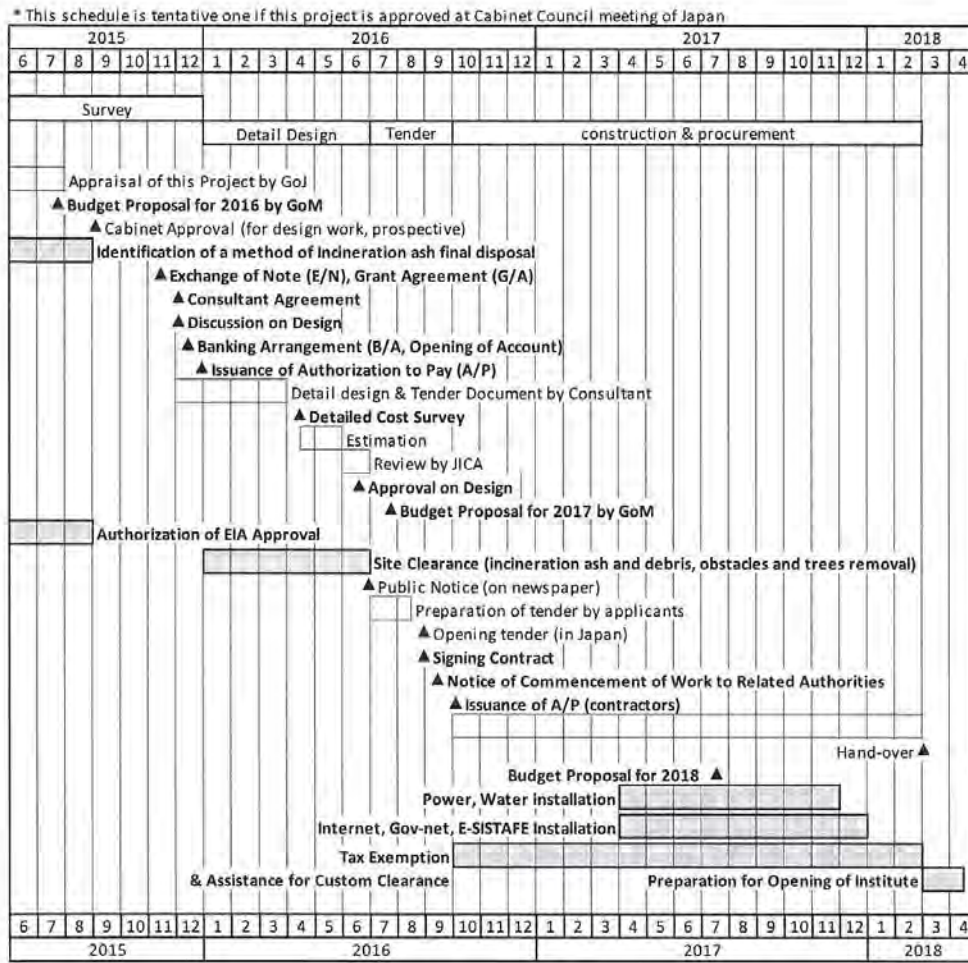 * This schedule is tentative one if this project is approved at Cabinet Council meeting of Japan
2015 2016 2017 2018
6 7 8 9 10 11 12 1 2 3 4 5 6 7 8 9 10 11 12 1 2 3 4 5 6 7 8 9 10 11 12 1 2 3 4
Survey
Detail Design Tender construction & procurement
Appraisal of this Project by GoJ
Budget Proposal for 2016 by GoM
Cabinet Approval (for design work, prospective)
Identification of a method of Incineration ash final disposal
Exchange of Note (E/N), Grant Agreement (G/A)
Consultant Agreement
Discussion on Design
Banking Arrangement (B/A, Opening of Account)
Issuance of Authorization to Pay (A/P)
Detail design & Tender Document by Consultant
Detailed Cost Survey
Estimation
Review by JICA
Approval on Design
Budget Proposal for 2017 by GoM
Authorization of EIA Approval
Site Clearance (incineration ash and debris, obstacles and trees removal)
Public Notice (on newspaper)
Preparation of tender by applicants
Opening tender (in Japan)
Signing Contract
Notice of Commencement of Work to Related Authorities
Issuance of A/P (contractors)
Hand-over
Budget Proposal for 2018
Power, Water installation
Internet, Gov-net, E-SISTAFE Installation
Tax Exemption
& Assistance for Custom Clearance Preparation for Opening of Institute
6 7 8 9 10 11 12 1 2 3 4 5 6 7 8 9 10 11 12 1 2 3 4 5 6 7 8 9 10 11 12 1 2 3 4
2015 2016 2017 2018